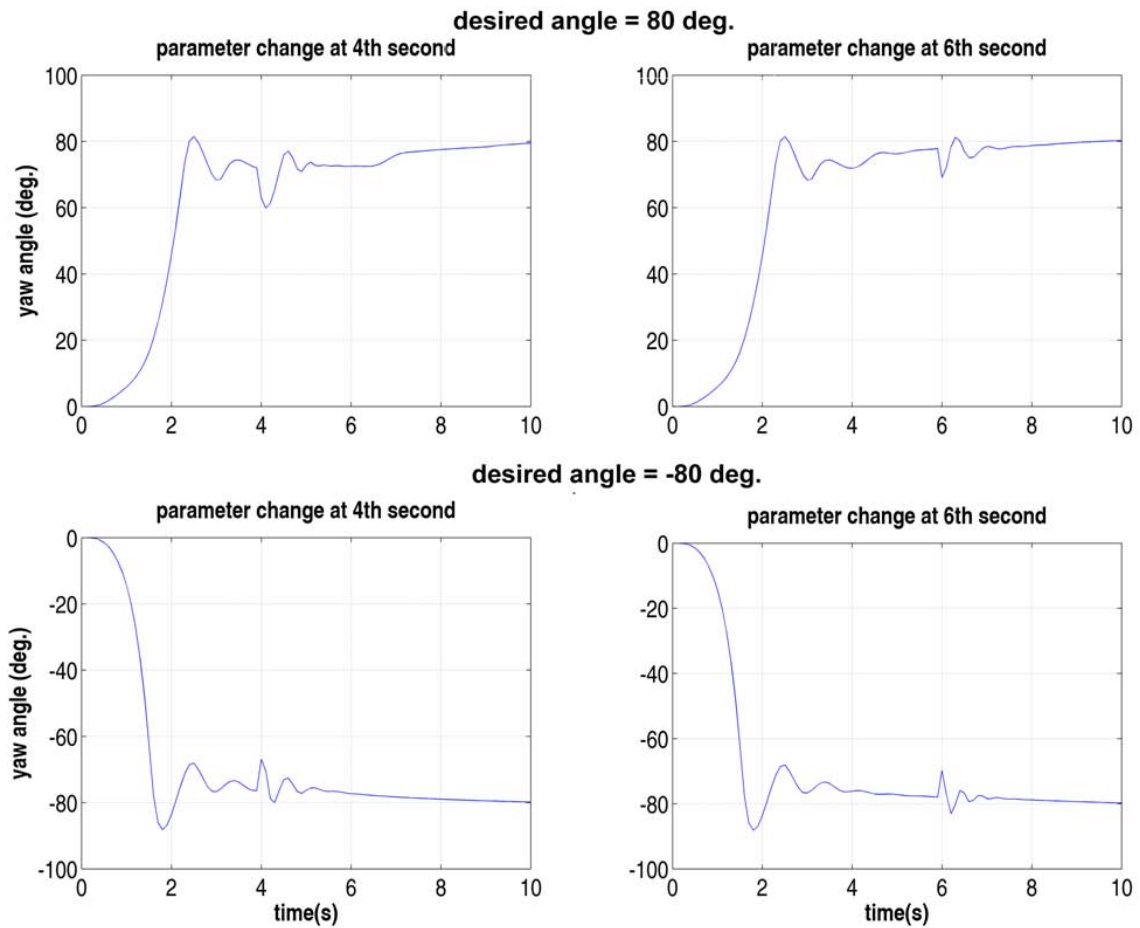 desired angle = 80 deg.
parameter change at 4th second
parameter change at 6th second
100
80
60
40
20
0
yaw angle (deg.)
0 2 4 6 8 10
100
80
60
40
20
0
0 2 4 6 8 10
desired angle = -80 deg.
parameter change at 4th second
parameter change at 6th second
0
-20
-40
-60
-80
-100
yaw angle (deg.)
0 2 4 6 8 10
time(s)
0
-20
-40
-60
-80
-100
0 2 4 6 8 10
time(s)